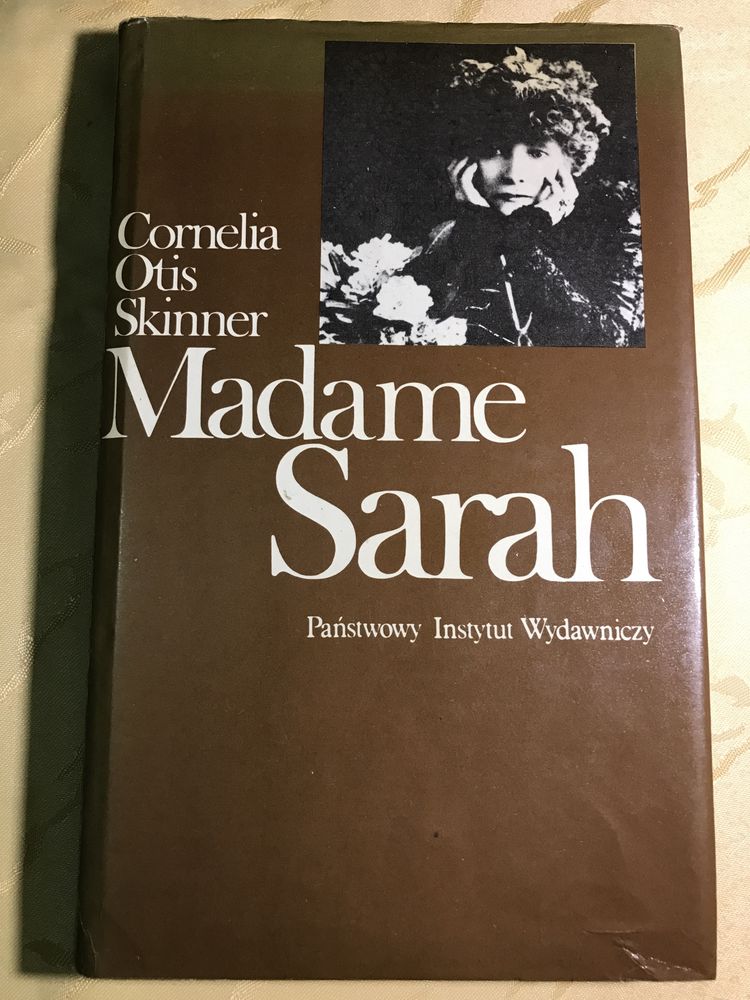 Cornelia
Otis
Skinner
Madame
Sarah
Państwowy Instytut Wydawniczy